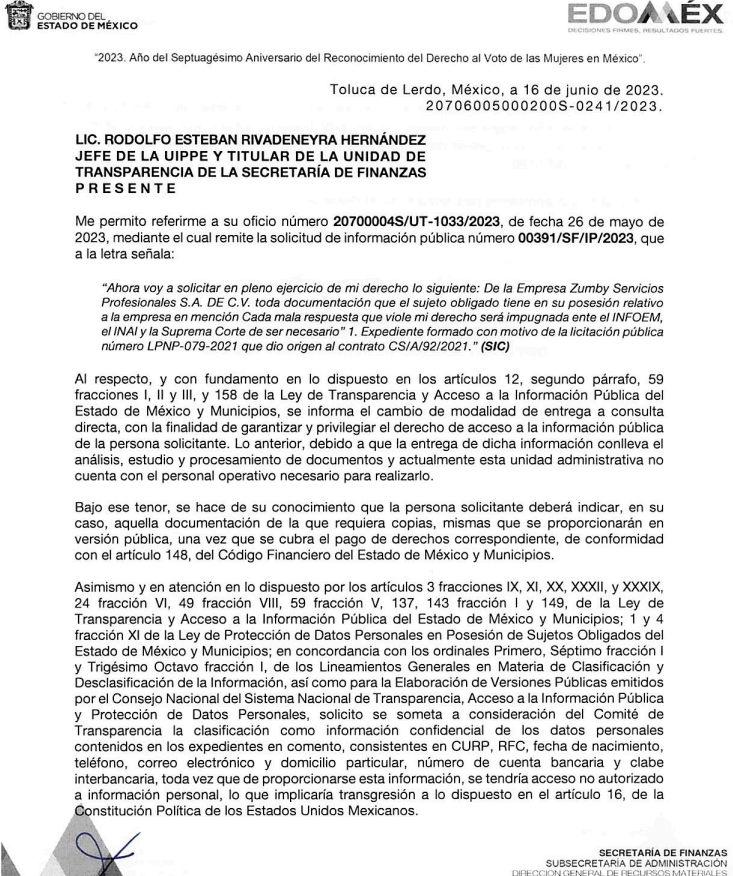 GOBIERNO DEL
ESTADO DE MÉXICO
EDOMÉX
DECISIONES FIRMES, RESULTADOS FUERTES.
"2023. Año del Septuagésimo Aniversario del Reconocimiento del Derecho al Voto de las Mujeres en México".
Toluca de Lerdo, México, a 16 de junio de 2023.
20706005000200S-0241/2023.
LIC. RODOLFO ESTEBAN RIVADENEYRA HERNÁNDEZ
JEFE DE LA UIPPE Y TITULAR DE LA UNIDAD DE
TRANSPARENCIA DE LA SECRETARÍA DE FINANZAS
P R E S E N T E
Me permito referirme a su oficio número 20700004S/UT-1033/2023, de fecha 26 de mayo de
2023, mediante el cual remite la solicitud de información pública número 00391/SF/IP/2023, que
a la letra señala:
"Ahora voy a solicitar en pleno ejercicio de mi derecho lo siguiente: De la Empresa Zumby Servicios
Profesionales S.A. DE C.V. toda documentación que el sujeto obligado tiene en su posesión relativo
a la empresa en mención Cada mala respuesta que viole mi derecho será impugnada ente el INFOEM,
el INAI y la Suprema Corte de ser necesario" 1. Expediente formado con motivo de la licitación pública
número LPNP-079-2021 que dio origen al contrato CS/A/92/2021." (SIC)
Al respecto, y con fundamento en lo dispuesto en los artículos 12, segundo párrafo, 59
fracciones I, II y III, y 158 de la Ley de Transparencia y Acceso a la Información Pública del
Estado de México y Municipios, se informa el cambio de modalidad de entrega a consulta
directa, con la finalidad de garantizar y privilegiar el derecho de acceso a la información pública
de la persona solicitante. Lo anterior, debido a que la entrega de dicha información conlleva el
análisis, estudio y procesamiento de documentos y actualmente esta unidad administrativa no
cuenta con el personal operativo necesario para realizarlo.
Bajo ese tenor, se hace de su conocimiento que la persona solicitante deberá indicar, en su
caso, aquella documentación de la que requiera copias, mismas que se proporcionarán en
versión pública, una vez que se cubra el pago de derechos correspondiente, de conformidad
con el artículo 148, del Código Financiero del Estado de México y Municipios.
Asimismo y en atención en lo dispuesto por los artículos 3 fracciones IX, XI, XX, XXXII, y XXXIX,
24 fracción VI, 49 fracción VIII, 59 fracción V, 137, 143 fracción I y 149, de la Ley de
Transparencia y Acceso a la Información Pública del Estado de México y Municipios; 1 y 4
fracción XI de la Ley de Protección de Datos Personales en Posesión de Sujetos Obligados del
Estado de México y Municipios; en concordancia con los ordinales Primero, Séptimo fracción I
y Trigésimo Octavo fracción I, de los Lineamientos Generales en Materia de Clasificación y
Desclasificación de la Información, así como para la Elaboración de Versiones Públicas emitidos
por el Consejo Nacional del Sistema Nacional de Transparencia, Acceso a la Información Pública
y Protección de Datos Personales, solicito se someta a consideración del Comité de
Transparencia la clasificación como información confidencial de los datos personales
contenidos en los expedientes en comento, consistentes en CURP, RFC, fecha de nacimiento,
teléfono, correo electrónico y domicilio particular, número de cuenta bancaria y clabe
interbancaria, toda vez que de proporcionarse esta información, se tendría acceso no autorizado
a información personal, lo que implicaría transgresión a lo dispuesto en el artículo 16, de la
Constitución Política de los Estados Unidos Mexicanos.
SECRETARÍA DE FINANZAS
SUBSECRETARÍA DE ADMINISTRACIÓN
DIRECCIÓN GENERAL DE RECURSOS MATERIALES